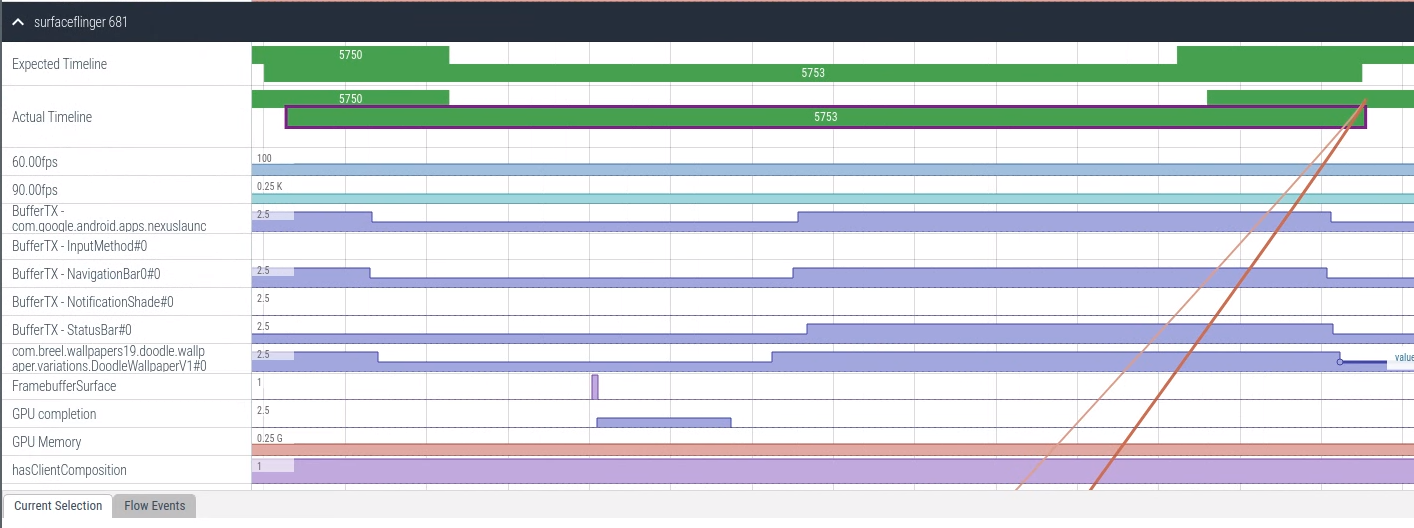 surfaceflinger 681
Expected Timeline
5750
5753
Actual Timeline
5750
5753
60.00fps
100
90.00fps
0.25 K
BufferTX -
com.google.android.apps.nexuslaunc
2.5
BufferTX - InputMethod#0
BufferTX - NavigationBar0#0
2.5
BufferTX - NotificationShade#0
2.5
BufferTX - StatusBar#0
2.5
com.breel.wallpapers19.doodle.wallp
aper.variations.DoodleWallpaperV1#0
2.5
value
FramebufferSurface
1
GPU completion
2.5
GPU Memory
0.25 G
hasClientComposition
1
Current Selection
Flow Events